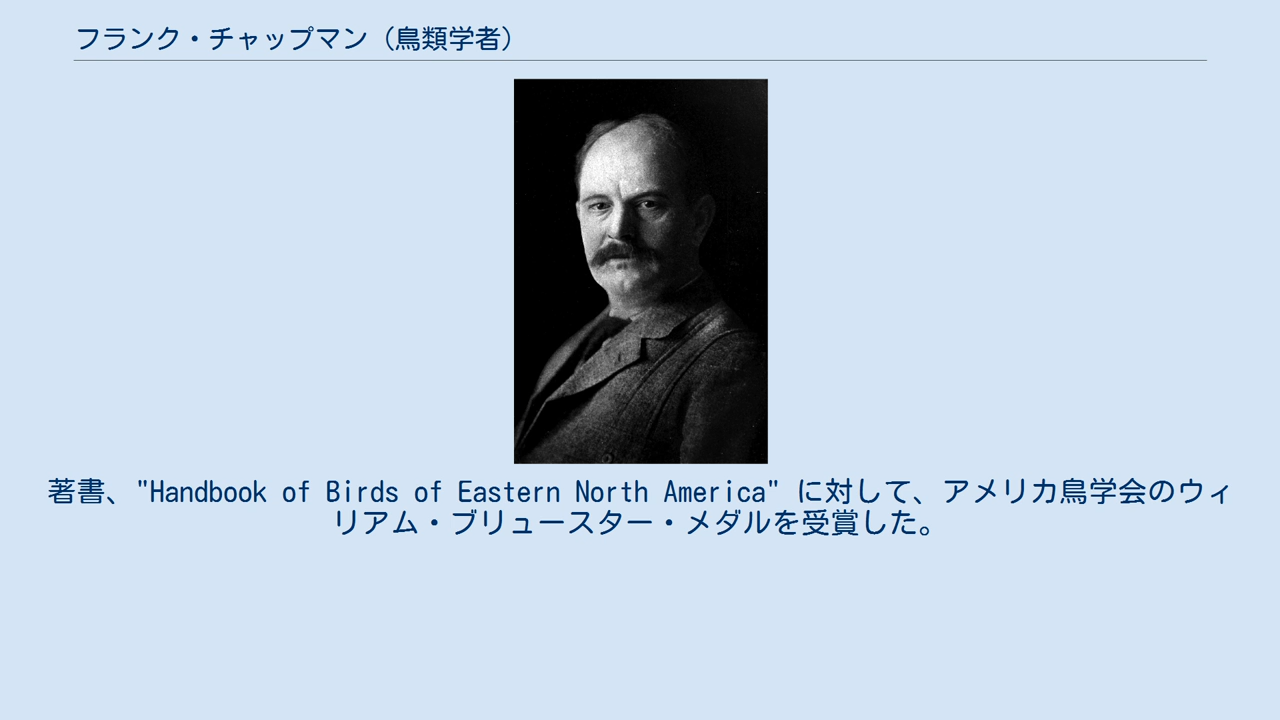 フランク・チャップマン（鳥類学者）
著書、"Handbook of Birds of Eastern North America" に対して、アメリカ鳥学会のウィ
リアム・ブリュースター・メダルを受賞した。